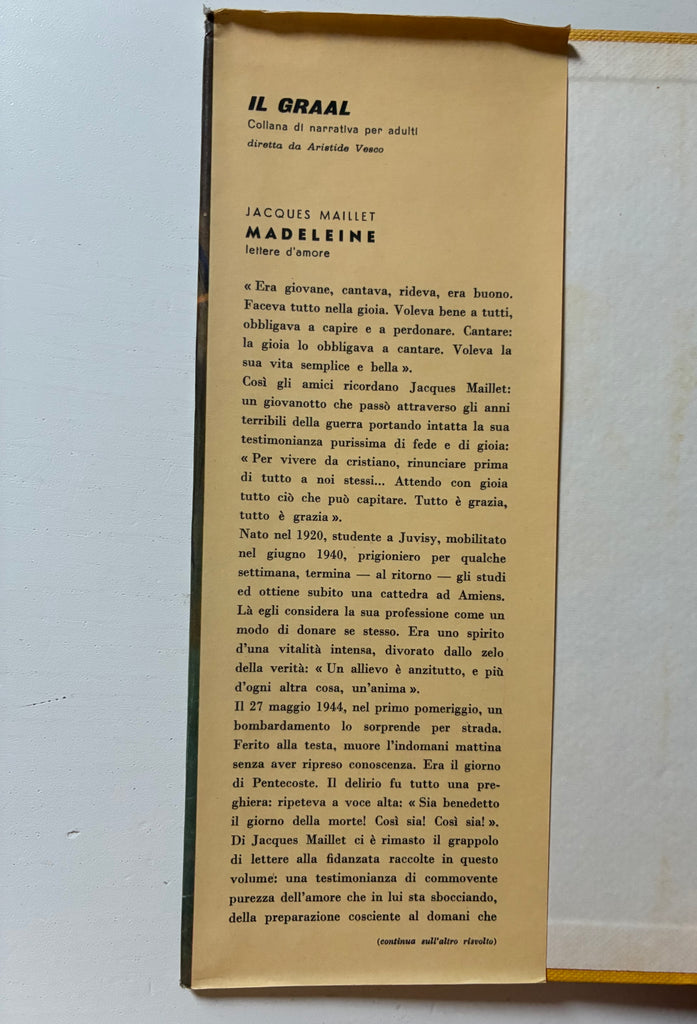 IL GRAAL
Collana di narrativa per adulti
diretta da Aristide Vesco
JACQUES MAILLET
MADELEINE
lettere d'amore
« Era giovane, cantava, rideva, era buono.
Faceva tutto nella gioia. Voleva bene a tutti,
obbligava a capire e a perdonare. Cantare:
la gioia lo obbligava a cantare. Voleva la
sua vita semplice e bella ».
Così gli amici ricordano Jacques Maillet:
un giovanotto che passò attraverso gli anni
terribili della guerra portando intatta la sua
testimonianza purissima di fede e di gioia:
« Per vivere da cristiano, rinunciare prima
di tutto a noi stessi... Attendo con gioia
tutto ciò che può capitare. Tutto è grazia,
tutto è grazia ».
Nato nel 1920, studente a Juvisy, mobilitato
nel giugno 1940, prigioniero per qualche
settimana, termina — al ritorno — gli studi
ed ottiene subito una cattedra ad Amiens.
Là egli considera la sua professione come un
modo di donare se stesso. Era uno spirito
d'una vitalità intensa, divorato dallo zelo
della verità: « Un allievo è anzitutto, e più
d'ogni altra cosa, un'anima ».
Il 27 maggio 1944, nel primo pomeriggio, un
bombardamento lo sorprende per strada.
Ferito alla testa, muore l'indomani mattina
senza aver ripreso conoscenza. Era il giorno
di Pentecoste. Il delirio fu tutto una pre-
ghiera: ripeteva a voce alta: « Sia benedetto
il giorno della morte! Così sia! Così sia! ».
Di Jacques Maillet ci è rimasto il grappolo
di lettere alla fidanzata raccolte in questo
volume: una testimonianza di commovente
purezza dell'amore che in lui sta sbocciando,
della preparazione cosciente al domani che
(continua sull'altro risvolto)